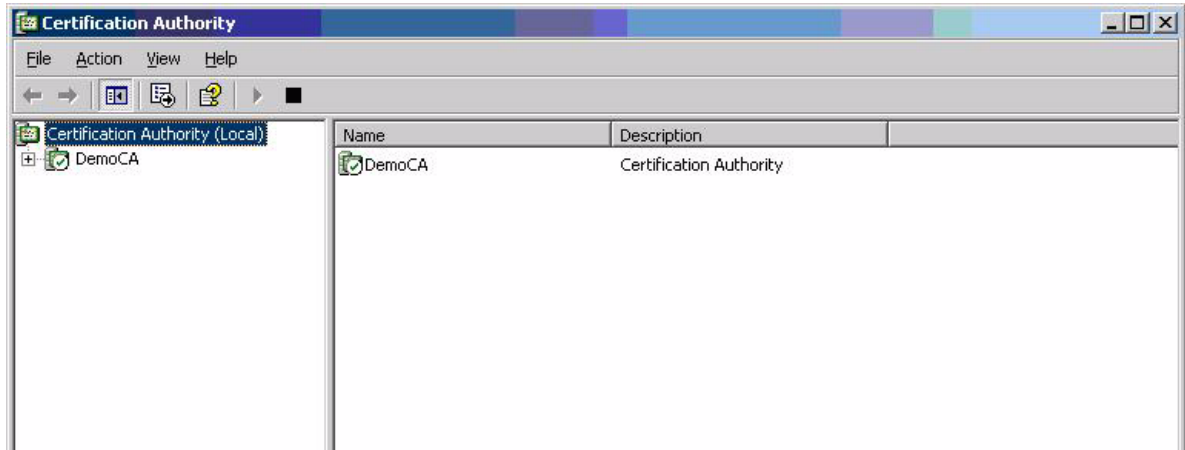 Certification Authority
File Action View Help
Certification Authority (Local)
DemoCA
Name Description
DemoCA Certification Authority